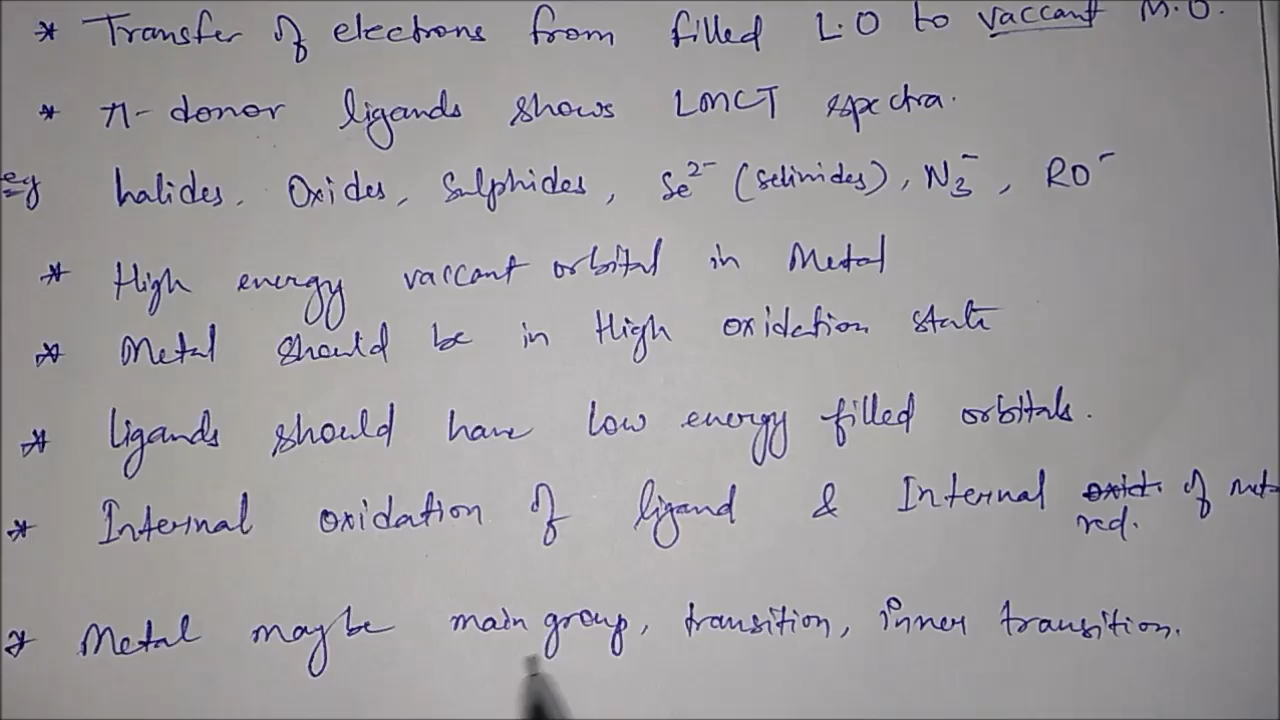 * Transfer of electrons from filled L.O to vaccant M.O.
* π-donor ligands shows LMCT spectra.
eg halides, Oxides, Sulphides, Se²⁻ (selinides), N₃⁻, RO⁻
* High energy vaccant orbital in Metal
* Metal should be in High oxidation state
* ligands should have low energy filled orbitals.
* Internal oxidation of ligand & Internal oxid. of met
red.
* Metal maybe main group, transition, inner transition.